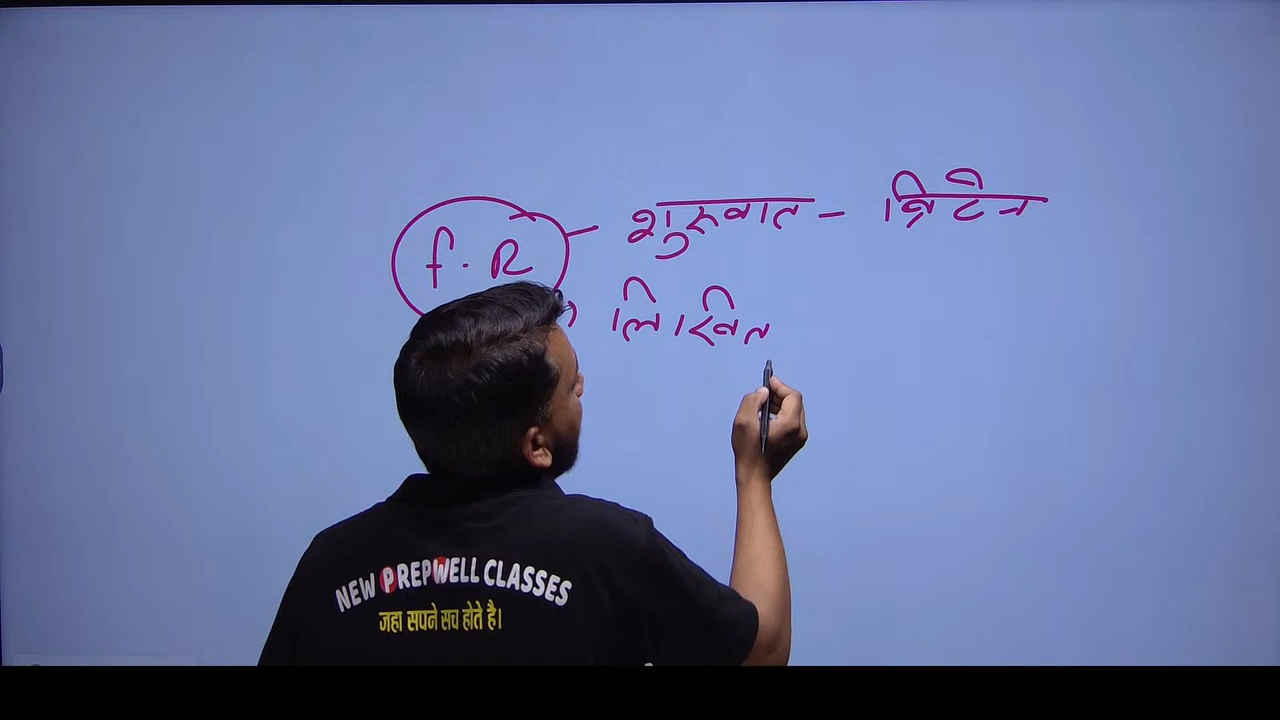 f.R - शुरुवात - ब्रिटेन
लिखित
NEW PREPWELL CLASSES
जहा सपने सच होते है।